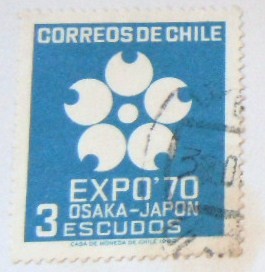 CORREOS DE CHILE
EXPO'70
OSAKA-JAPON
3 ESCUDOS
CASA DE MONEDA DE CHILE